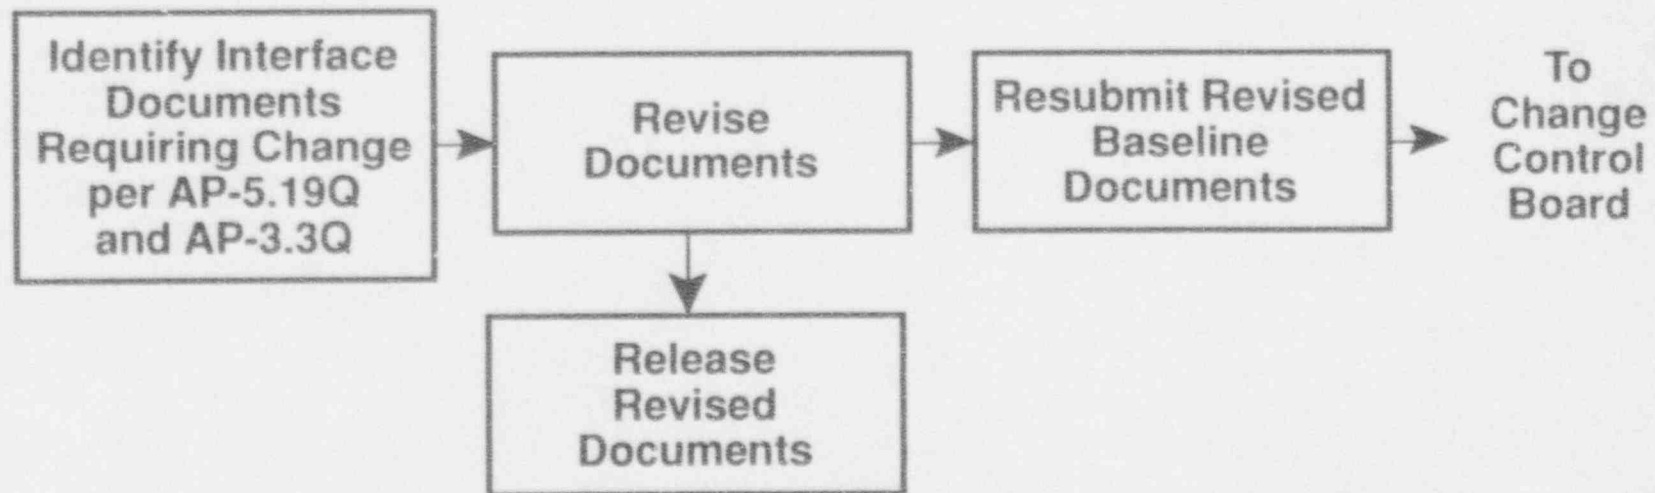 Identify Interface
Documents
Requiring Change
per AP-5.19Q
and AP-3.3Q
Revise
Documents
Resubmit Revised
Baseline
Documents
To
Change
Control
Board
Release
Revised
Documents